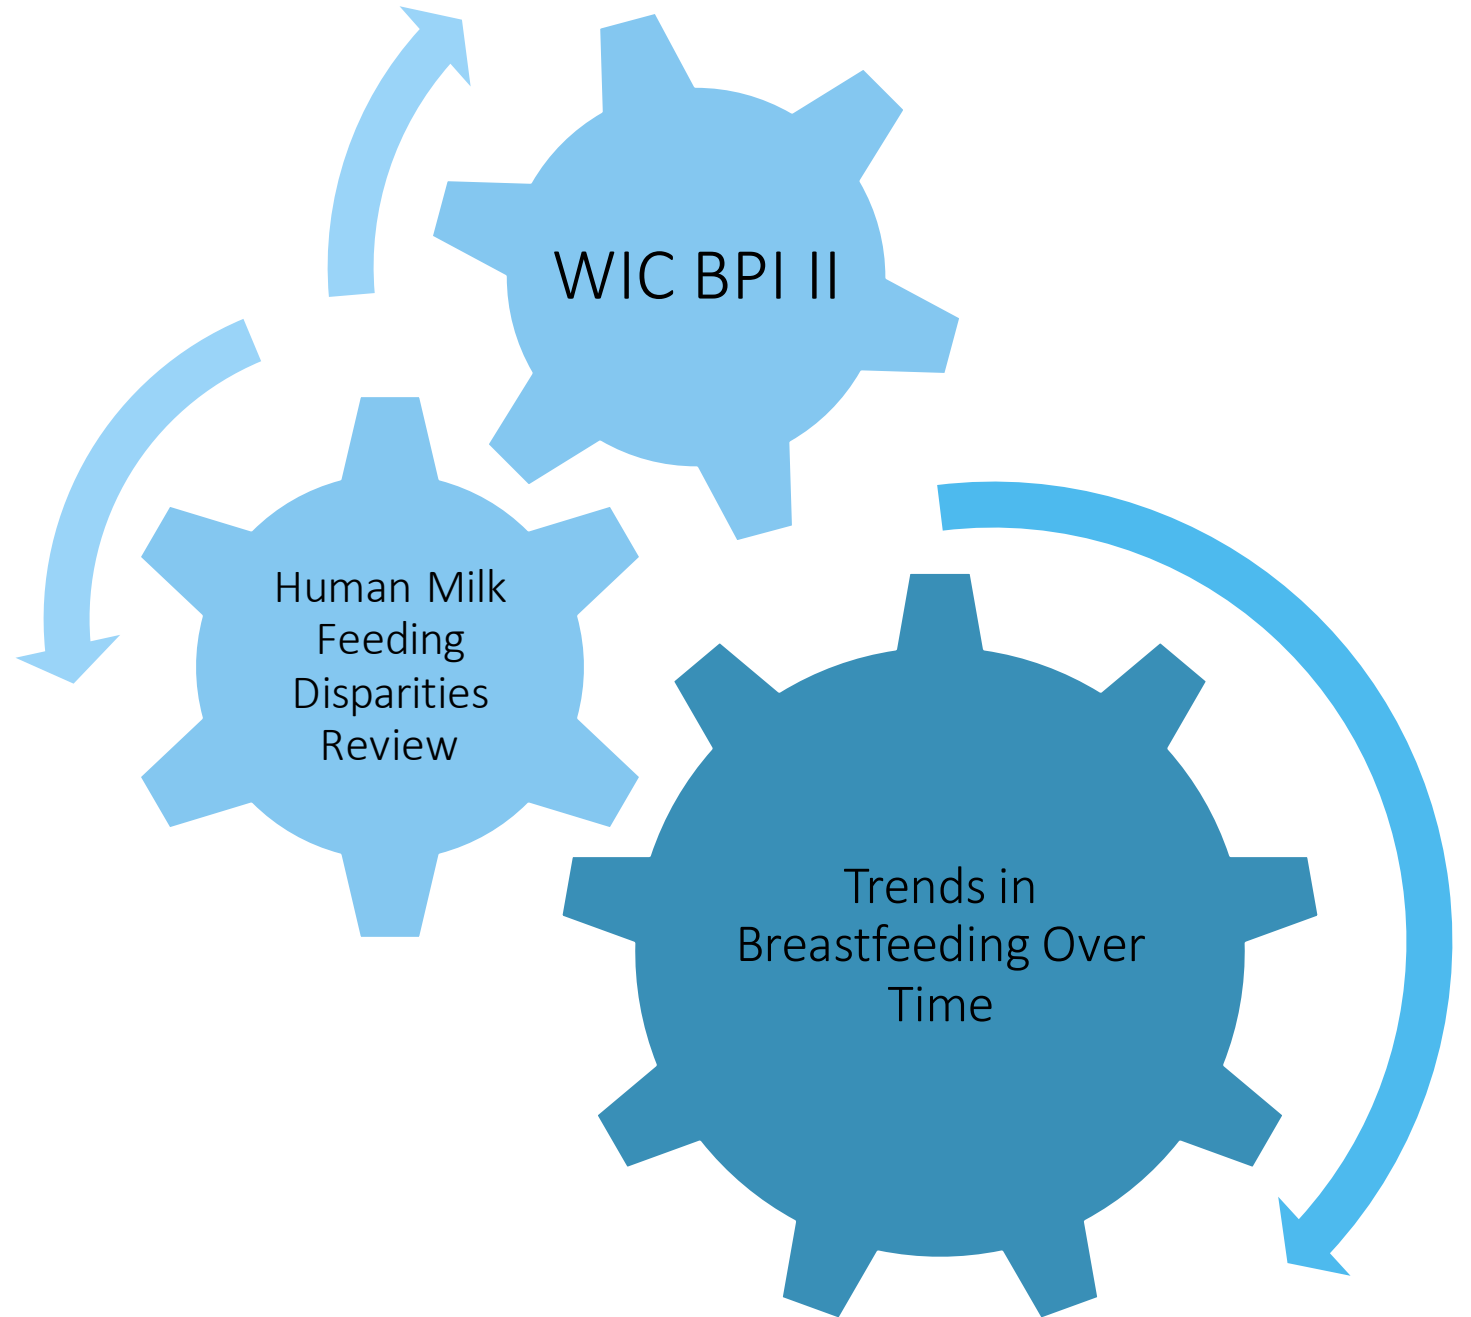 WIC BPI II
Human Milk
Feeding
Disparities
Review
Trends in
Breastfeeding Over
Time